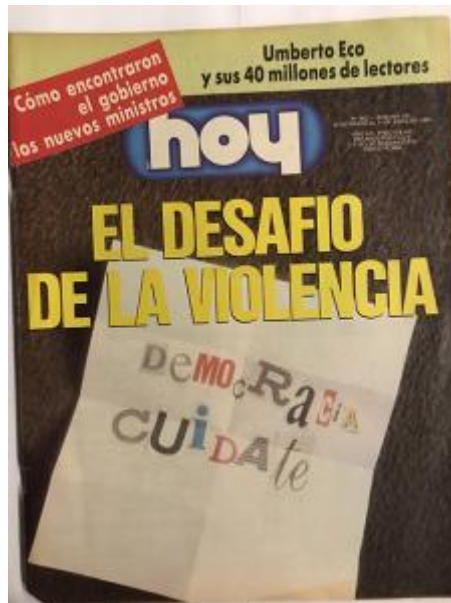 Umberto Eco
y sus 40 millones de lectores
Cómo encontraron
el gobierno
los nuevos ministros
hoy
EL DESAFIO
DE LA VIOLENCIA
DEMOcRACiA
CUiDAte